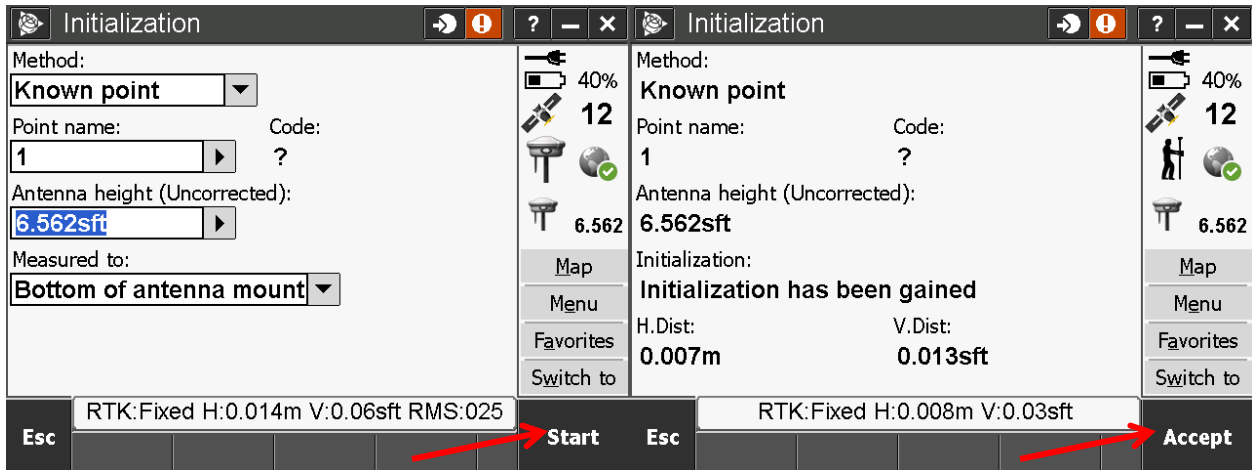 Initialization
? — ×
Method:
Known point
Point name: Code:
1 ?
Antenna height (Uncorrected):
6.562sft
Measured to:
Bottom of antenna mount
40%
12
6.562
Map
Menu
Favorites
Switch to
RTK:Fixed H:0.014m V:0.06sft RMS:025
Esc
Start
Initialization
? — ×
Method:
Known point
Point name: Code:
1 ?
Antenna height (Uncorrected):
6.562sft
Initialization:
Initialization has been gained
H.Dist: V.Dist:
0.007m 0.013sft
40%
12
6.562
Map
Menu
Favorites
Switch to
RTK:Fixed H:0.008m V:0.03sft
Esc
Accept